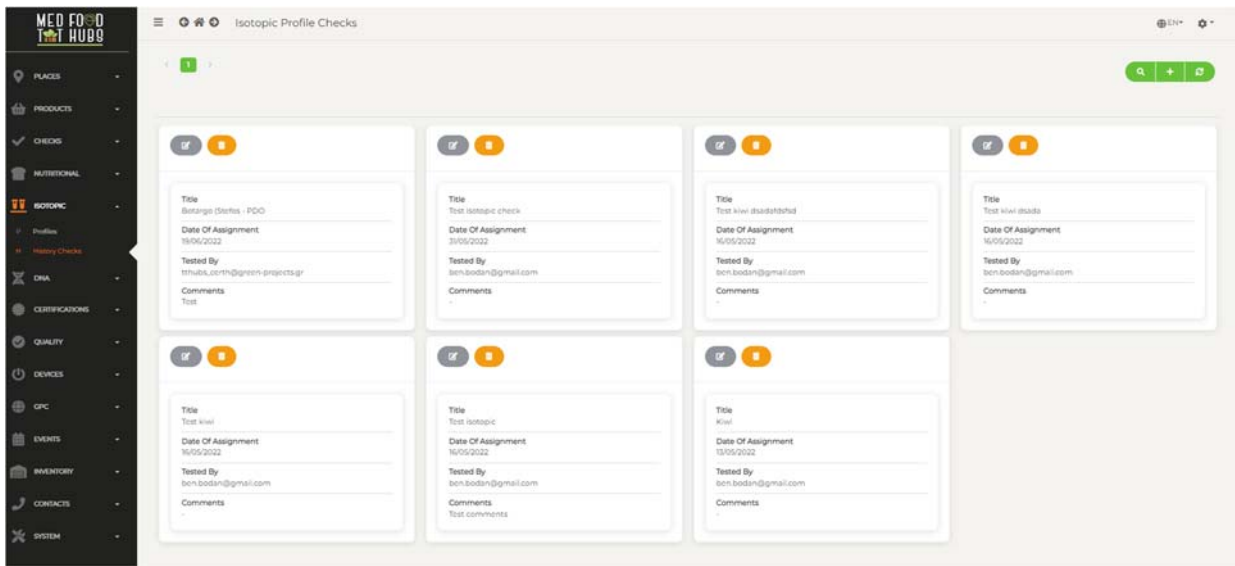 MED FOOD
TT HUBS
Isotopic Profile Checks
EN
1
PLACES
PRODUCTS
CHECKS
NUTRITIONAL
ISOTOPIC
Profiles
History Checks
DNA
CERTIFICATIONS
QUALITY
DEVICES
GPC
EVENTS
INVENTORY
CONTACTS
SYSTEM
Title
Botargo (Stefos - PDO
Date Of Assignment
19/06/2022
Tested By
tthubs_certh@green-projects.gr
Comments
Test
Title
Test isotopic check
Date Of Assignment
31/05/2022
Tested By
ben.bodan@gmail.com
Comments
-
Title
Test kiwi
Date Of Assignment
16/05/2022
Tested By
ben.bodan@gmail.com
Comments
-
Title
Test kiwi dsada
Date Of Assignment
16/05/2022
Tested By
ben.bodan@gmail.com
Comments
-
Title
Test kiwi
Date Of Assignment
16/05/2022
Tested By
ben.bodan@gmail.com
Comments
-
Title
Test isotopic
Date Of Assignment
16/05/2022
Tested By
ben.bodan@gmail.com
Comments
Test comments
Title
Kiwi
Date Of Assignment
13/05/2022
Tested By
ben.bodan@gmail.com
Comments
-